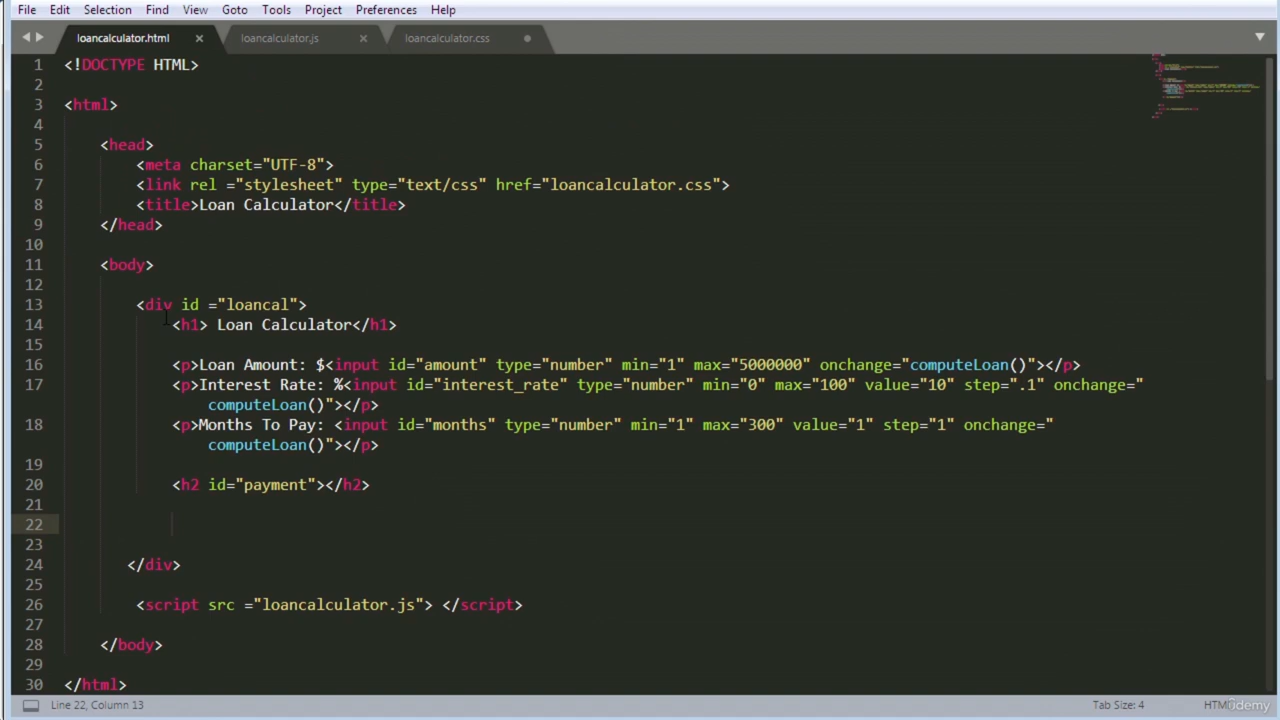 File Edit Selection Find View Goto Tools Project Preferences Help
loancalculator.html loancalculator.js loancalculator.css
1 <!DOCTYPE HTML>
2
3 <html>
4
5 <head>
6 <meta charset="UTF-8">
7 <link rel ="stylesheet" type="text/css" href="loancalculator.css">
8 <title>Loan Calculator</title>
9 </head>
10
11 <body>
12
13 <div id ="loancal">
14 <h1> Loan Calculator</h1>
15
16 <p>Loan Amount: $<input id="amount" type="number" min="1" max="5000000" onchange="computeLoan()"></p>
17 <p>Interest Rate: %<input id="interest_rate" type="number" min="0" max="100" value="10" step=".1" onchange="
computeLoan()"></p>
18 <p>Months To Pay: <input id="months" type="number" min="1" max="300" value="1" step="1" onchange="
computeLoan()"></p>
19
20 <h2 id="payment"></h2>
21
22
23
24 </div>
25
26 <script src ="loancalculator.js"> </script>
27
28 </body>
29
30 </html>
Line 22, Column 13 Tab Size: 4 HTML